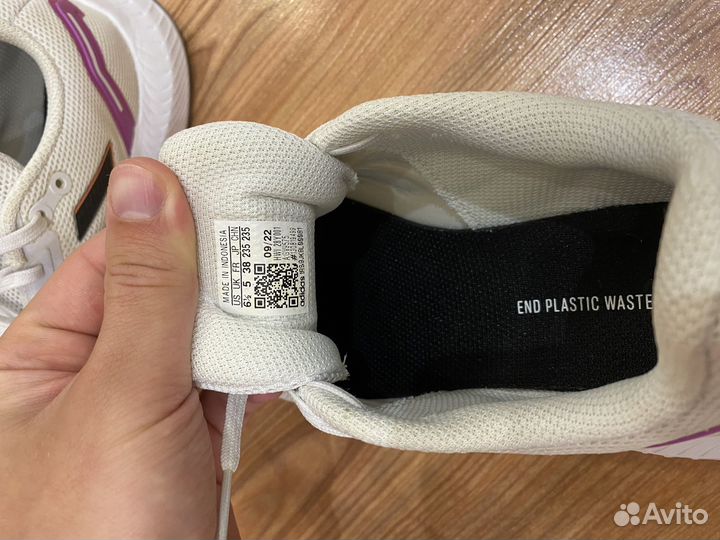 MADE IN INDONESIA
US UK FR JP CHN
6½ 5 38 235 235
09/22
adidas
END PLASTIC WASTE
Avito